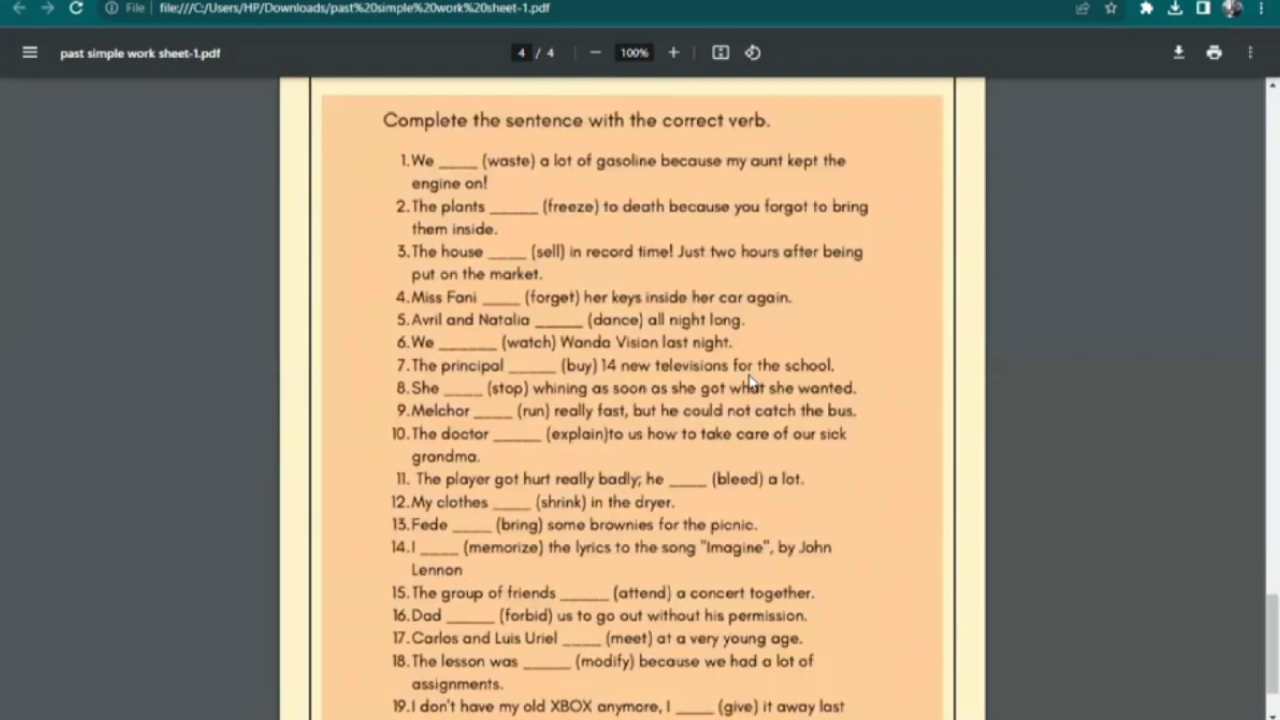 File file:///C:/Users/HP/Downloads/past%20simple%20work%20sheet-1.pdf
past simple work sheet-1.pdf 4 / 4 100%
Complete the sentence with the correct verb.
1.We ____ (waste) a lot of gasoline because my aunt kept the
engine on!
2.The plants _____ (freeze) to death because you forgot to bring
them inside.
3.The house ____ (sell) in record time! Just two hours after being
put on the market.
4.Miss Fani ____ (forget) her keys inside her car again.
5.Avril and Natalia _____ (dance) all night long.
6.We ______ (watch) Wanda Vision last night.
7.The principal _____ (buy) 14 new televisions for the school.
8.She ____ (stop) whining as soon as she got what she wanted.
9.Melchor ____ (run) really fast, but he could not catch the bus.
10.The doctor _____ (explain)to us how to take care of our sick
grandma.
11. The player got hurt really badly; he ____ (bleed) a lot.
12.My clothes ____ (shrink) in the dryer.
13.Fede ____ (bring) some brownies for the picnic.
14.I ____ (memorize) the lyrics to the song "Imagine", by John
Lennon
15.The group of friends _____ (attend) a concert together.
16.Dad _____ (forbid) us to go out without his permission.
17.Carlos and Luis Uriel ____ (meet) at a very young age.
18.The lesson was _____ (modify) because we had a lot of
assignments.
19.I don't have my old XBOX anymore, I ____ (give) it away last